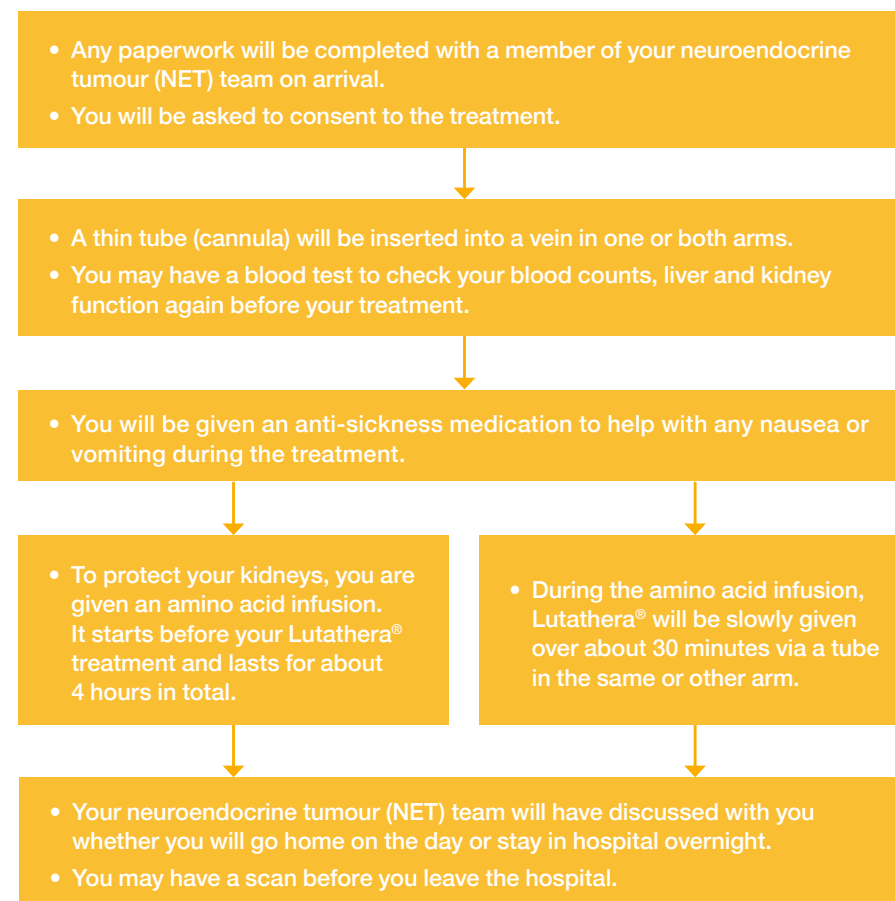 • Any paperwork will be completed with a member of your neuroendocrine
tumour (NET) team on arrival.
• You will be asked to consent to the treatment.
• A thin tube (cannula) will be inserted into a vein in one or both arms.
• You may have a blood test to check your blood counts, liver and kidney
function again before your treatment.
• You will be given an anti-sickness medication to help with any nausea or
vomiting during the treatment.
• To protect your kidneys, you are
given an amino acid infusion.
It starts before your Lutathera®
treatment and lasts for about
4 hours in total.
• During the amino acid infusion,
Lutathera® will be slowly given
over about 30 minutes via a tube
in the same or other arm.
• Your neuroendocrine tumour (NET) team will have discussed with you
whether you will go home on the day or stay in hospital overnight.
• You may have a scan before you leave the hospital.